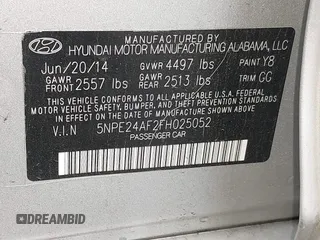 MANUFACTURED BY
HYUNDAI MOTOR MANUFACTURING ALABAMA, LLC
Jun/20/14 GVWR 4497 lbs PAINT Y8
GAWR FRONT 2557 lbs GAWR REAR 2513 lbs TRIM GG
THIS VEHICLE CONFORMS TO ALL APPLICABLE FEDERAL
MOTOR VEHICLE SAFETY, BUMPER, AND THEFT PREVENTION
STANDARDS IN EFFECT ON THE DATE OF MANUFACTURE SHOWN ABOVE.
V.I.N 5NPE24AF2FH025052
PASSENGER CAR
DREAMBID